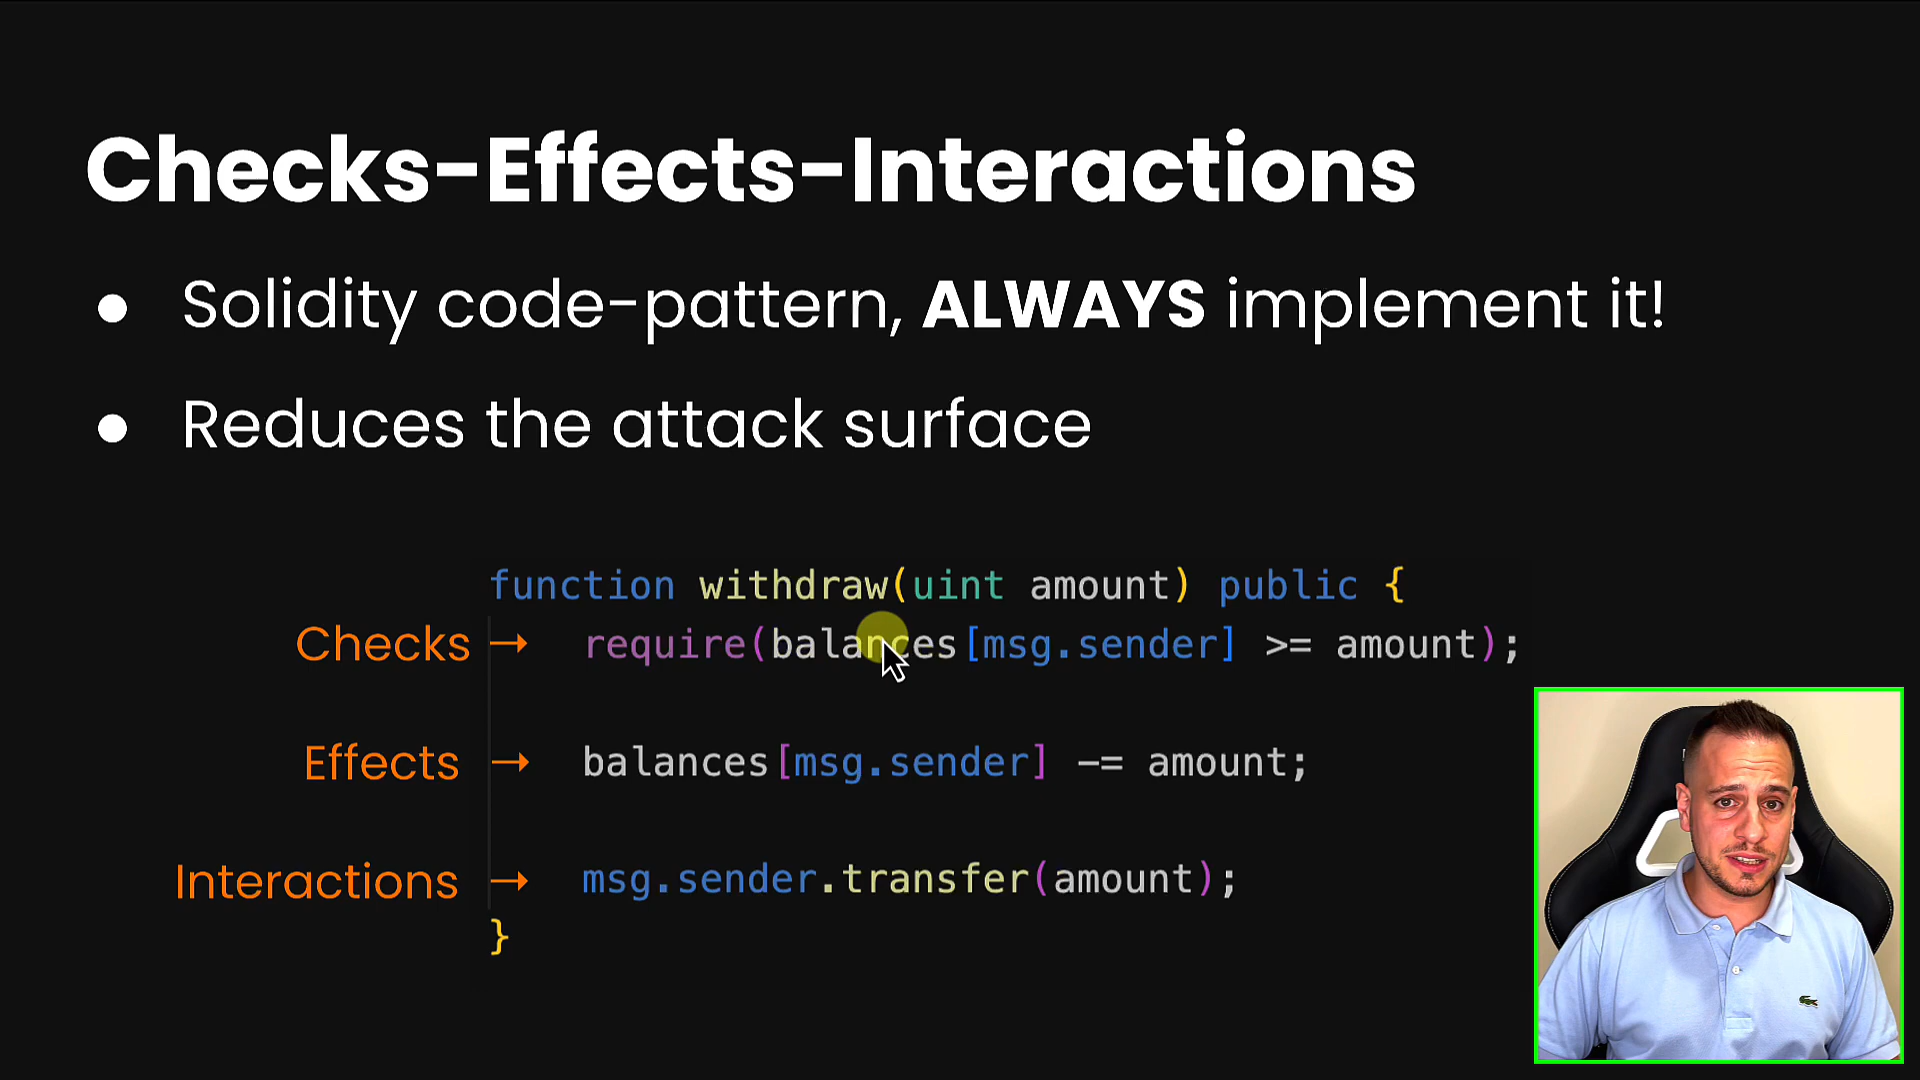 Checks-Effects-Interactions
● Solidity code-pattern, ALWAYS implement it!
● Reduces the attack surface
function withdraw(uint amount) public {
Checks → require(balances[msg.sender] >= amount);
Effects → balances[msg.sender] -= amount;
Interactions → msg.sender.transfer(amount);
}